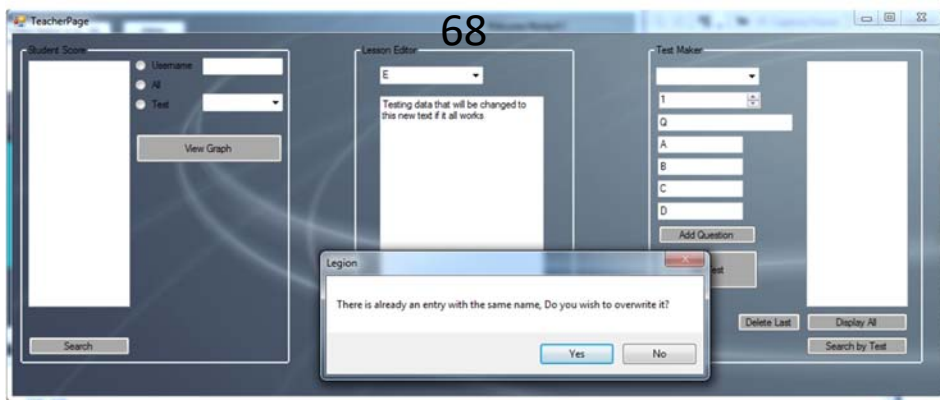 68
TeacherPage
Student Score
Username
All
Test
View Graph
Search
Lesson Editor
E
Testing data that will be changed to
this new text if it all works
Test Maker
1
Q
A
B
C
D
Add Question
est
Delete Last
Display All
Search by Test
Legion
There is already an entry with the same name, Do you wish to overwrite it?
Yes
No